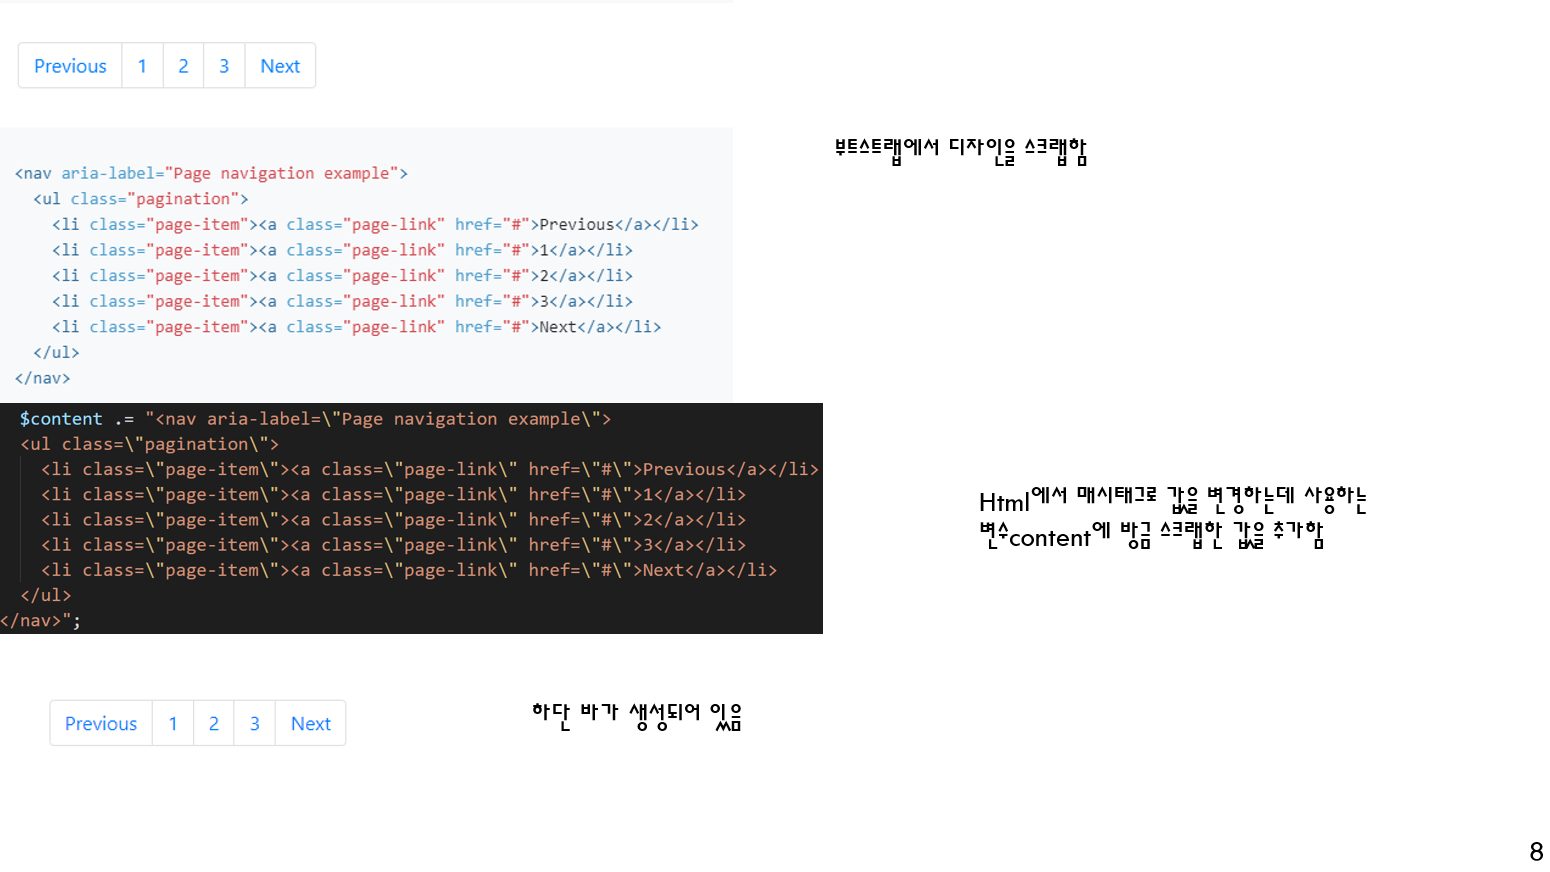 Previous 1 2 3 Next
부트스트랩에서 디자인을 스크랩함
<nav aria-label="Page navigation example">
<ul class="pagination">
<li class="page-item"><a class="page-link" href="#">Previous</a></li>
<li class="page-item"><a class="page-link" href="#">1</a></li>
<li class="page-item"><a class="page-link" href="#">2</a></li>
<li class="page-item"><a class="page-link" href="#">3</a></li>
<li class="page-item"><a class="page-link" href="#">Next</a></li>
</ul>
</nav>
$content .= "<nav aria-label=\"Page navigation example\">
<ul class=\"pagination\">
<li class=\"page-item\"><a class=\"page-link\" href=\"#\">Previous</a></li>
<li class=\"page-item\"><a class=\"page-link\" href=\"#\">1</a></li>
<li class=\"page-item\"><a class=\"page-link\" href=\"#\">2</a></li>
<li class=\"page-item\"><a class=\"page-link\" href=\"#\">3</a></li>
<li class=\"page-item\"><a class=\"page-link\" href=\"#\">Next</a></li>
</ul>
</nav>";
Html에서 매시태그로 값을 변경하는데 사용하는
변수content에 방금 스크랩한 값을 추가함
Previous 1 2 3 Next
하단 바가 생성되어 있음
8